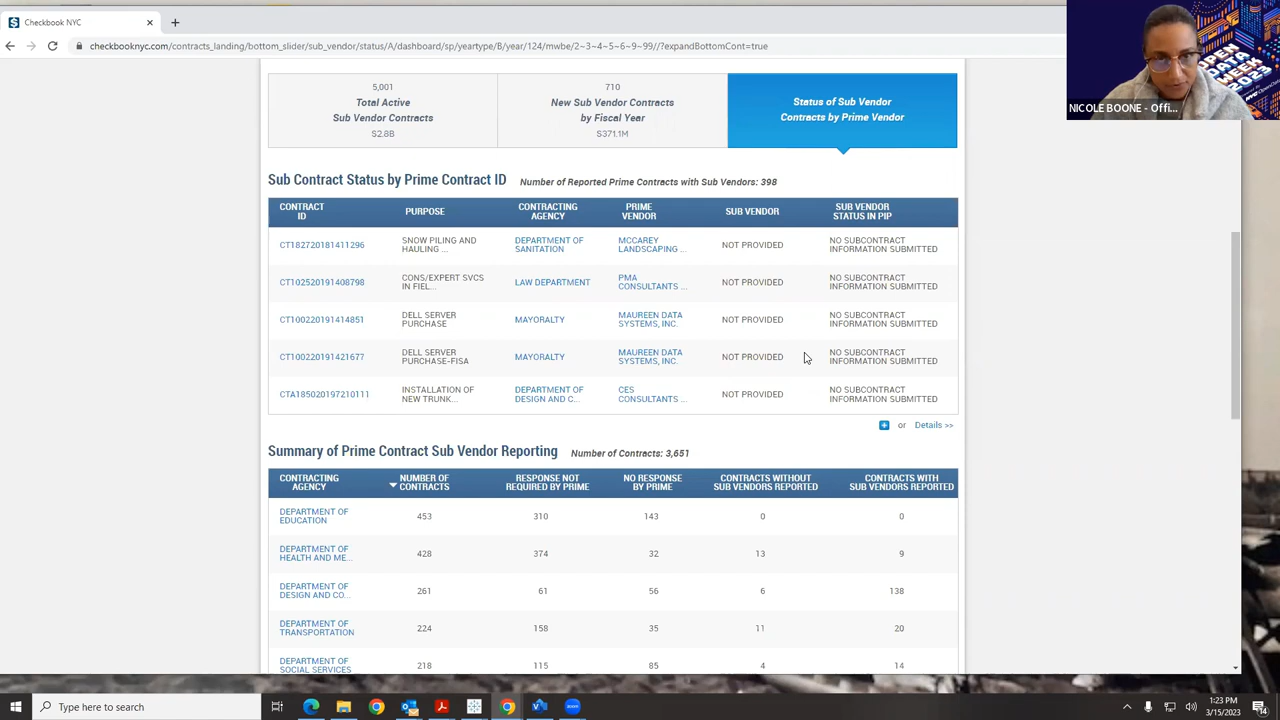 Checkbook NYC
checkbooknyc.com/contracts_landing/bottom_slider/sub_vendor/status/A/dashboard/sp/yeartype/B/year/124/mwbe/2~3~4~5~6~9~99//?expandBottomCont=true
OPEN
DATA
WEEK
2023
NICOLE BOONE - Offi...
5,001
Total Active
Sub Vendor Contracts
$2.8B
710
New Sub Vendor Contracts
by Fiscal Year
$371.1M
Status of Sub Vendor
Contracts by Prime Vendor
Sub Contract Status by Prime Contract ID Number of Reported Prime Contracts with Sub Vendors: 398
CONTRACT ID PURPOSE CONTRACTING AGENCY PRIME VENDOR SUB VENDOR SUB VENDOR STATUS IN PIP
CT182720181411296 SNOW PILING AND HAULING ... DEPARTMENT OF SANITATION MCCAREY LANDSCAPING ... NOT PROVIDED NO SUBCONTRACT INFORMATION SUBMITTED
CT102520191408798 CONS/EXPERT SVCS IN FIEL... LAW DEPARTMENT PMA CONSULTANTS ... NOT PROVIDED NO SUBCONTRACT INFORMATION SUBMITTED
CT100220191414851 DELL SERVER PURCHASE MAYORALTY MAUREEN DATA SYSTEMS, INC. NOT PROVIDED NO SUBCONTRACT INFORMATION SUBMITTED
CT100220191421677 DELL SERVER PURCHASE-FISA MAYORALTY MAUREEN DATA SYSTEMS, INC. NOT PROVIDED NO SUBCONTRACT INFORMATION SUBMITTED
CTA185020197210111 INSTALLATION OF NEW TRUNK... DEPARTMENT OF DESIGN AND C... CES CONSULTANTS ... NOT PROVIDED NO SUBCONTRACT INFORMATION SUBMITTED
or Details >>
Summary of Prime Contract Sub Vendor Reporting Number of Contracts: 3,651
CONTRACTING AGENCY NUMBER OF CONTRACTS RESPONSE NOT REQUIRED BY PRIME NO RESPONSE BY PRIME CONTRACTS WITHOUT SUB VENDORS REPORTED CONTRACTS WITH SUB VENDORS REPORTED
DEPARTMENT OF EDUCATION 453 310 143 0 0
DEPARTMENT OF HEALTH AND ME... 428 374 32 13 9
DEPARTMENT OF DESIGN AND CO... 261 61 56 6 138
DEPARTMENT OF TRANSPORTATION 224 158 35 11 20
DEPARTMENT OF SOCIAL SERVICES 218 115 85 4 14
Type here to search
1:23 PM
3/15/2023
14